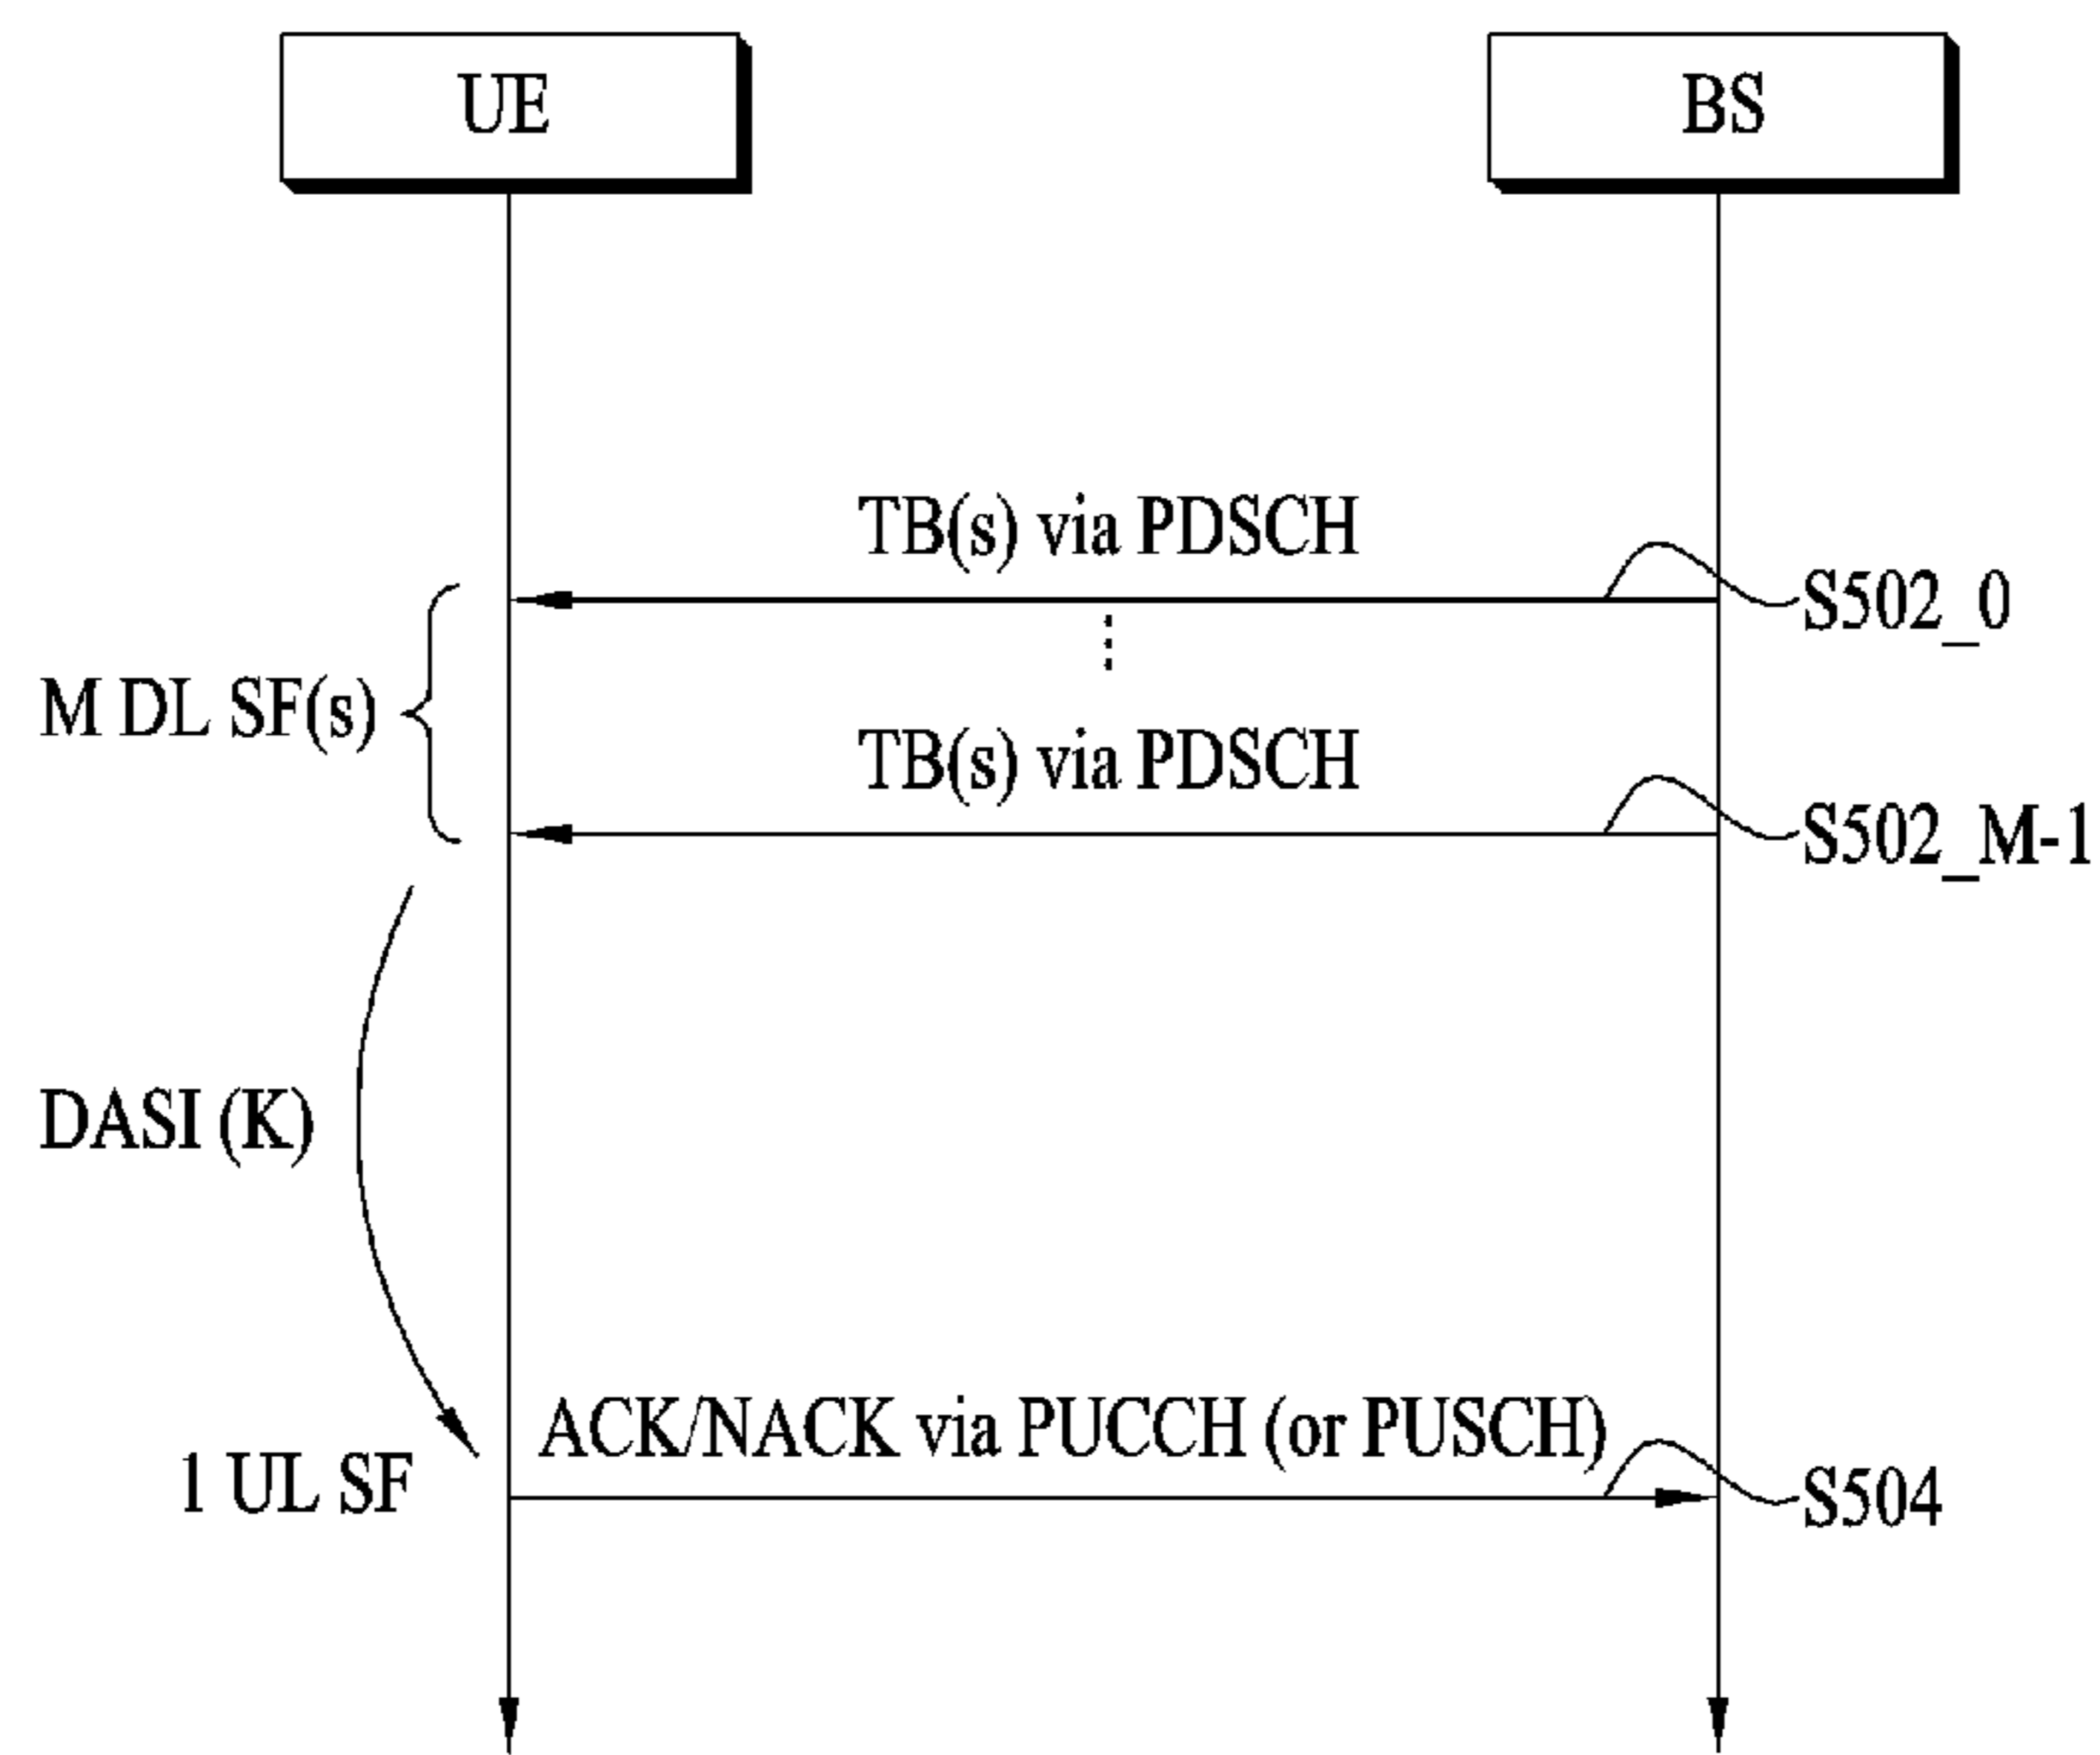 UE
BS
TB(s) via PDSCH
S502_0
M DL SF(s)
TB(s) via PDSCH
S502_M-1
DASI (K)
ACK/NACK via PUCCH (or PUSCH)
1 UL SF
S504